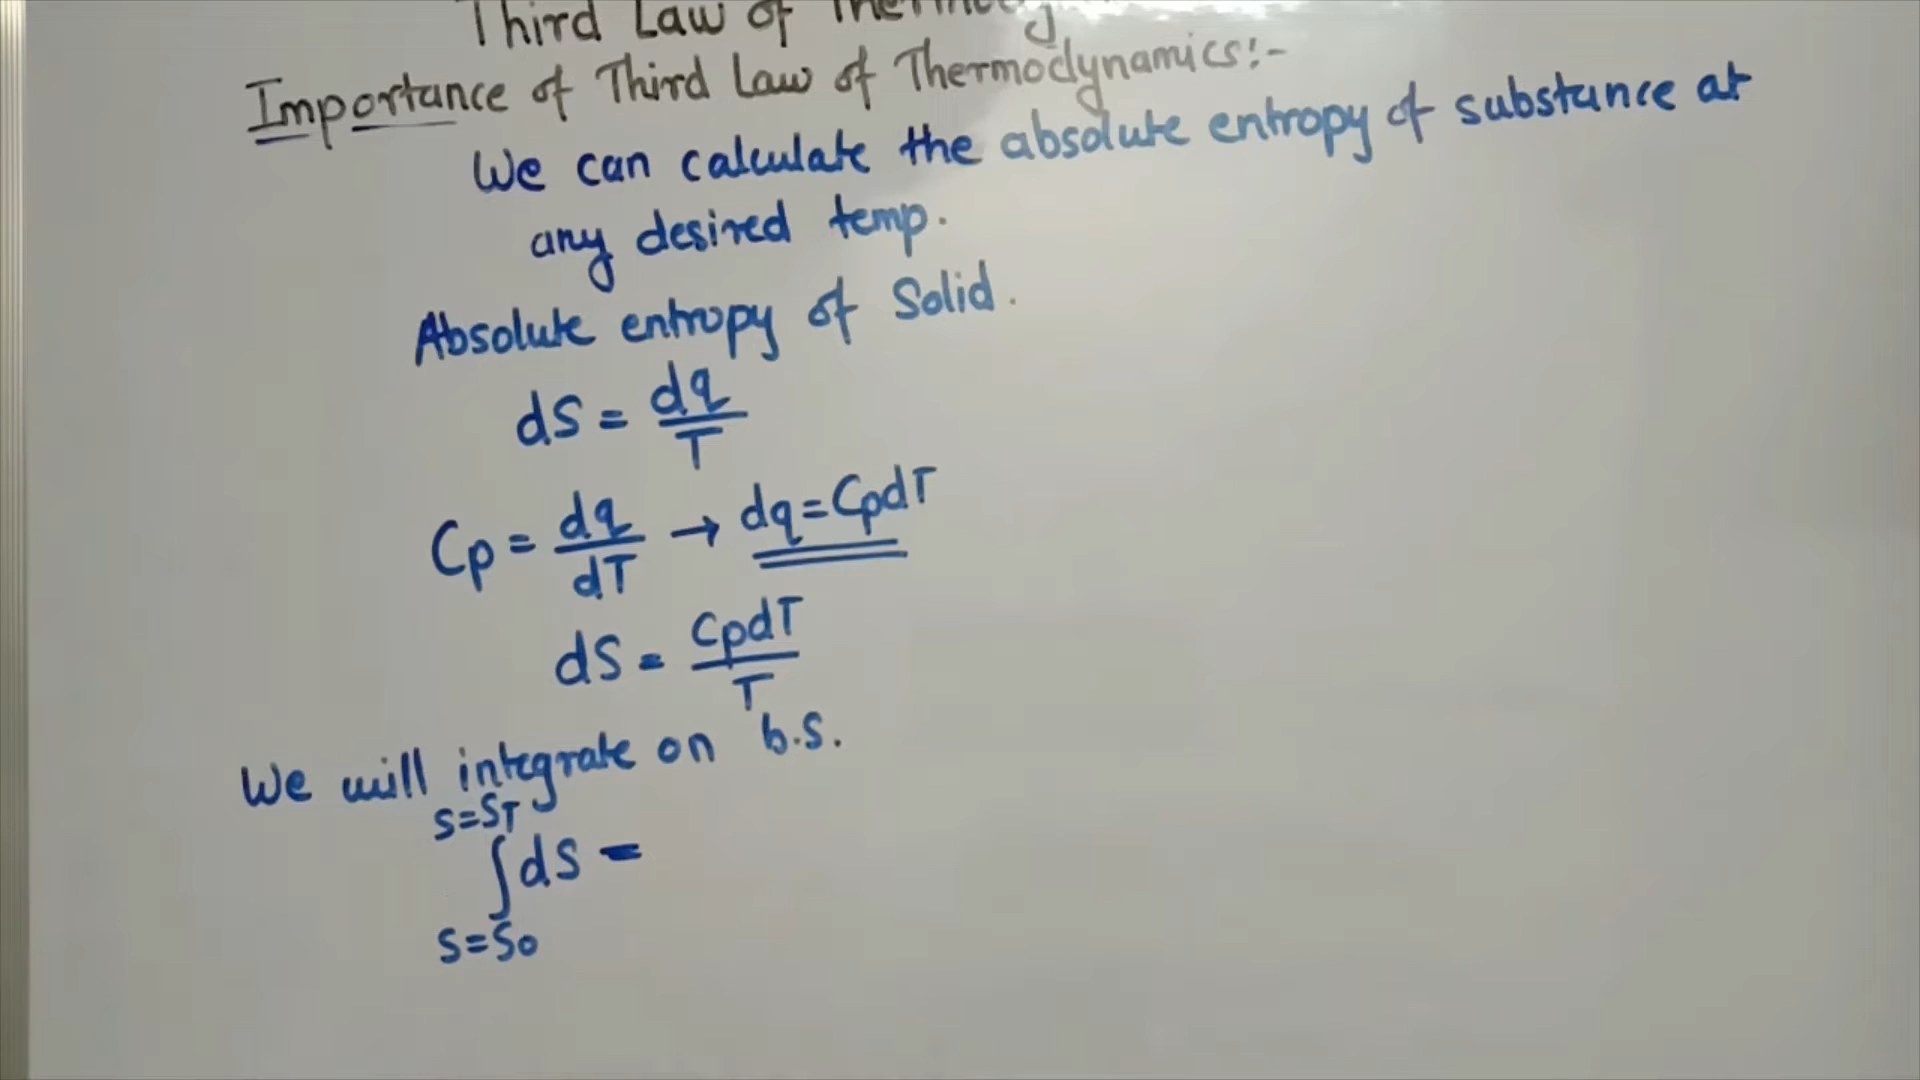 Third Law of
Importance of Third Law of Thermodynamics:-
We can calculate the absolute entropy of substance at
any desired temp.
Absolute entropy of Solid.
dS = dq/T
Cp = dq/dT → dq=CpdT
dS = CpdT/T
We will integrate on b.s.
S=ST
∫dS =
S=S0